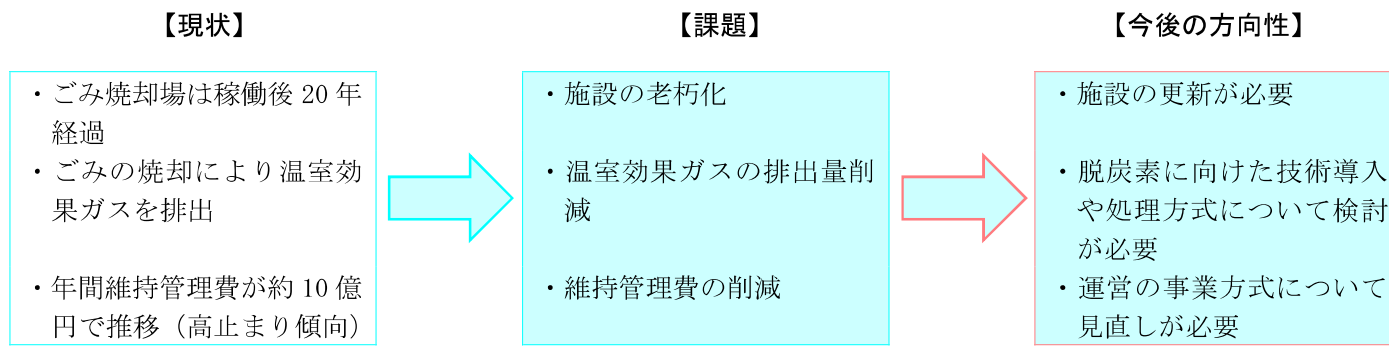 【現状】
・ごみ焼却場は稼働後 20 年
経過
・ごみの焼却により温室効
果ガスを排出
・年間維持管理費が約 10 億
円で推移（高止まり傾向）
【課題】
・施設の老朽化
・温室効果ガスの排出量削
減
・維持管理費の削減
【今後の方向性】
・施設の更新が必要
・脱炭素に向けた技術導入
や処理方式について検討
が必要
・運営の事業方式について
見直しが必要